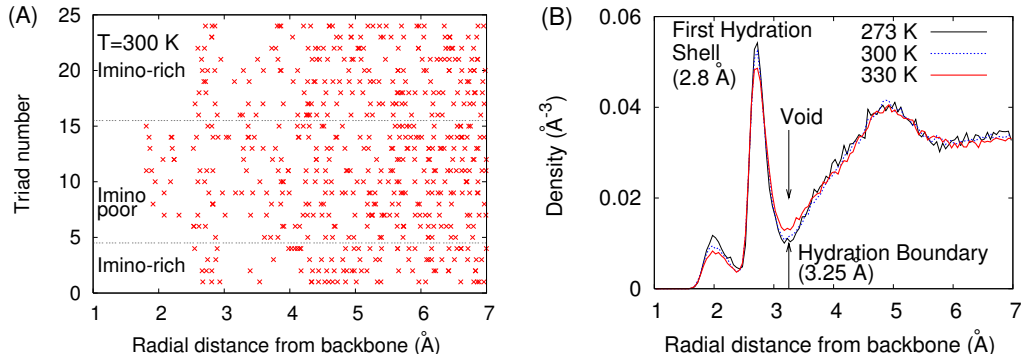 (A)
25
20
15
10
5
0
T=300 K
Imino-rich
Imino
poor
Imino-rich
Triad number
1 2 3 4 5 6 7
Radial distance from backbone (Å)
(B)
0.06
0.04
0.02
0
Density (Å-3)
First Hydration
Shell
(2.8 Å)
273 K
300 K
330 K
Void
Hydration Boundary
(3.25 Å)
1 2 3 4 5 6 7
Radial distance from backbone (Å)